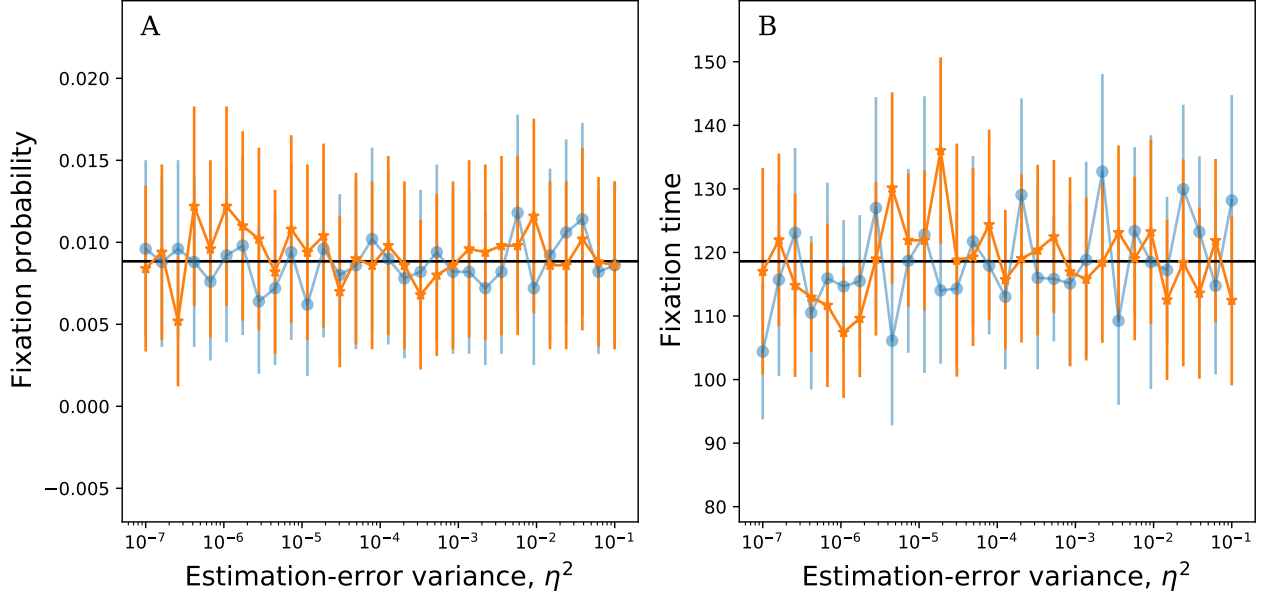 A
Fixation probability
0.020
0.015
0.010
0.005
0.000
−0.005
10⁻⁷ 10⁻⁶ 10⁻⁵ 10⁻⁴ 10⁻³ 10⁻² 10⁻¹
Estimation-error variance, η²
B
Fixation time
150
140
130
120
110
100
90
80
10⁻⁷ 10⁻⁶ 10⁻⁵ 10⁻⁴ 10⁻³ 10⁻² 10⁻¹
Estimation-error variance, η²